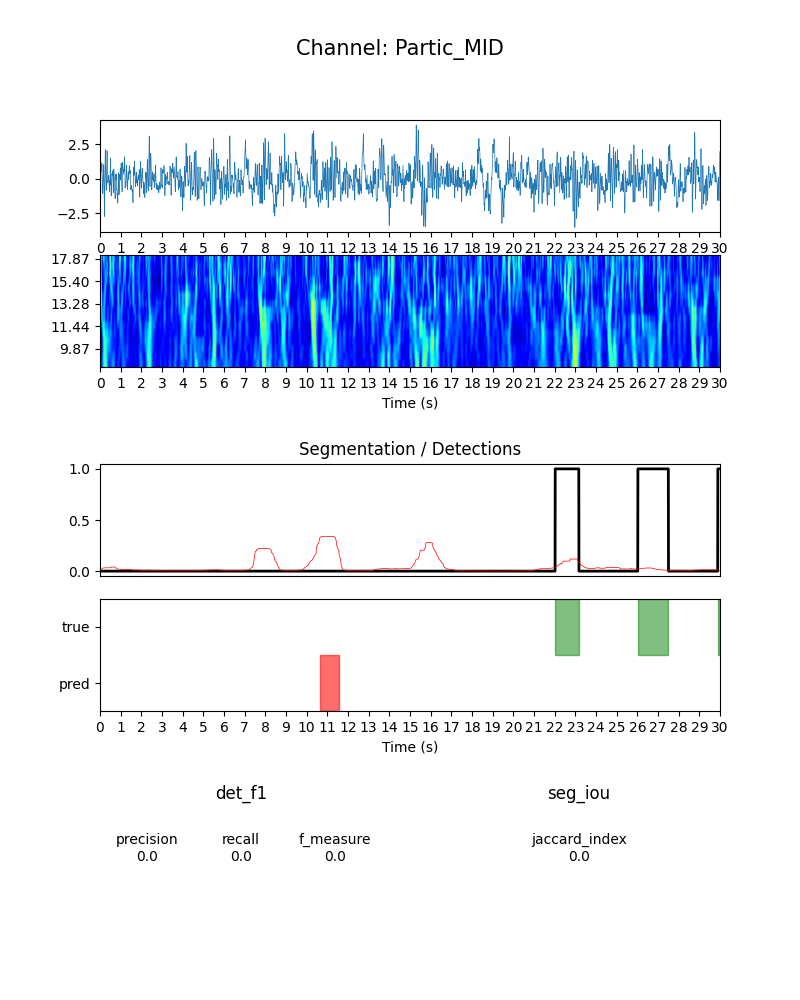 Channel: Partic_MID
2.5
0.0
−2.5
0 1 2 3 4 5 6 7 8 9 10 11 12 13 14 15 16 17 18 19 20 21 22 23 24 25 26 27 28 29 30
17.87
15.40
13.28
11.44
9.87
0 1 2 3 4 5 6 7 8 9 10 11 12 13 14 15 16 17 18 19 20 21 22 23 24 25 26 27 28 29 30
Time (s)
Segmentation / Detections
1.0
0.5
0.0
true
pred
0 1 2 3 4 5 6 7 8 9 10 11 12 13 14 15 16 17 18 19 20 21 22 23 24 25 26 27 28 29 30
Time (s)
det_f1 seg_iou
precision recall f_measure jaccard_index
0.0 0.0 0.0 0.0